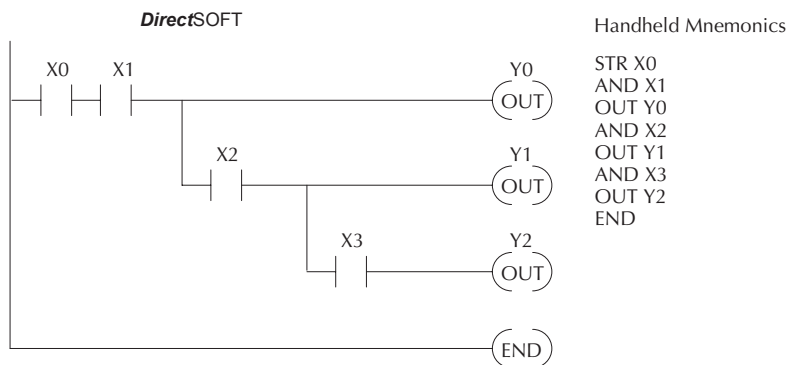 DirectSOFT
Handheld Mnemonics
X0 X1 Y0
OUT
X2 Y1
OUT
X3 Y2
OUT
END
STR X0
AND X1
OUT Y0
AND X2
OUT Y1
AND X3
OUT Y2
END